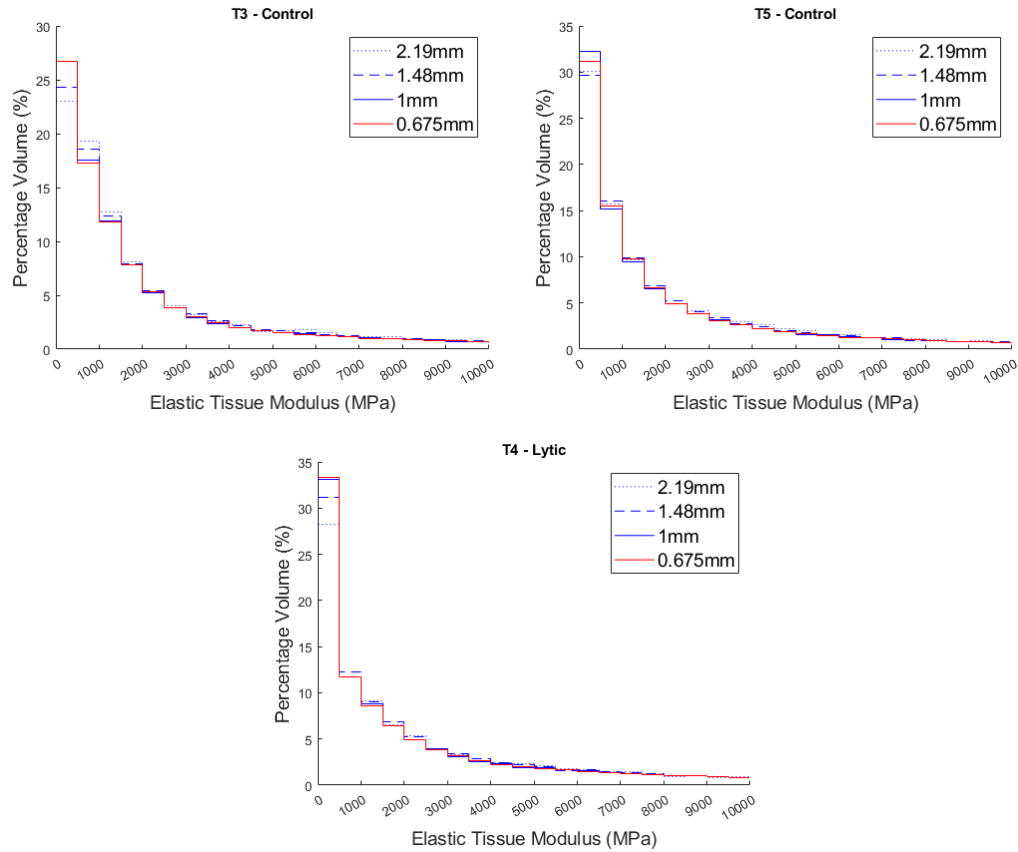 T3 - Control
30
25
20
15
10
5
0
Percentage Volume (%)
2.19mm
1.48mm
1mm
0.675mm
0 1000 2000 3000 4000 5000 6000 7000 8000 9000 10000
Elastic Tissue Modulus (MPa)
T5 - Control
35
30
25
20
15
10
5
0
Percentage Volume (%)
2.19mm
1.48mm
1mm
0.675mm
0 1000 2000 3000 4000 5000 6000 7000 8000 9000 10000
Elastic Tissue Modulus (MPa)
T4 - Lytic
35
30
25
20
15
10
5
0
Percentage Volume (%)
2.19mm
1.48mm
1mm
0.675mm
0 1000 2000 3000 4000 5000 6000 7000 8000 9000 10000
Elastic Tissue Modulus (MPa)